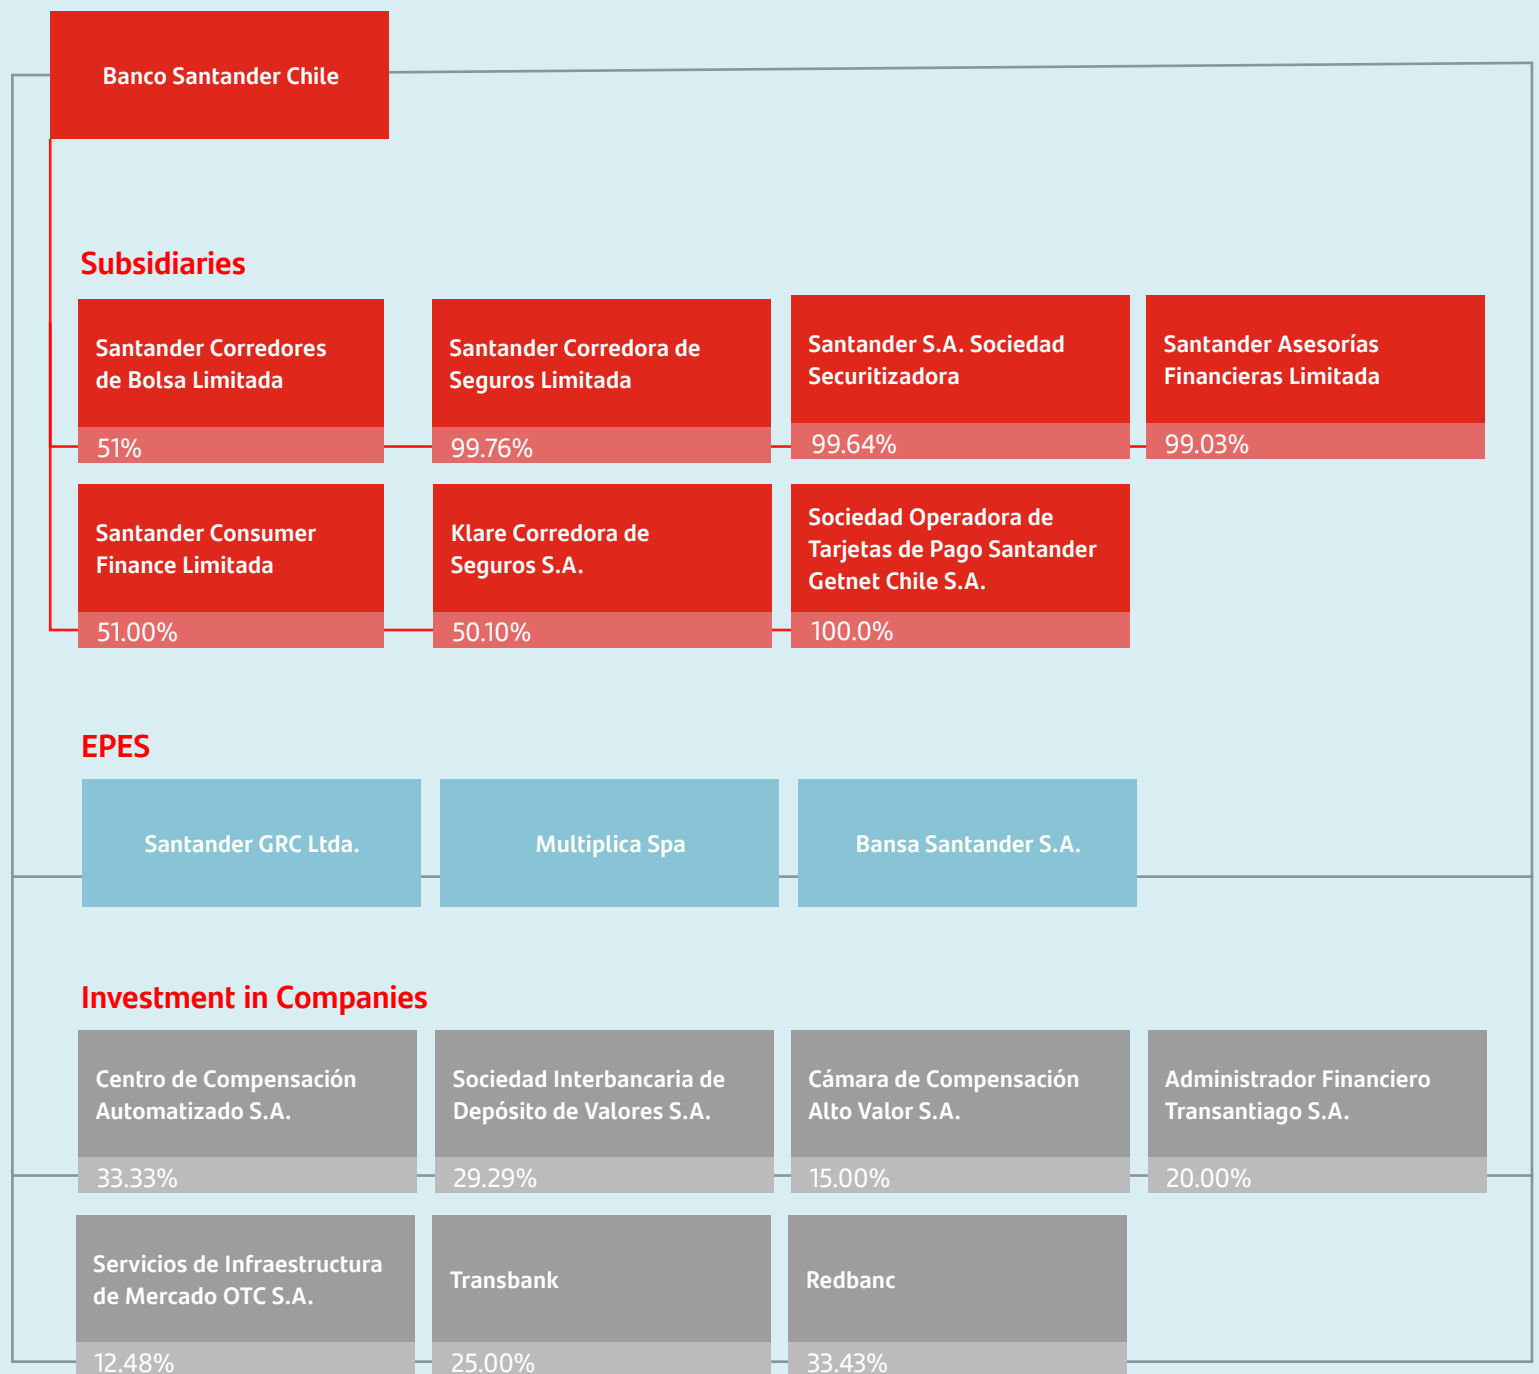 Banco Santander Chile
Subsidiaries
Santander Corredores
de Bolsa Limitada
51%
Santander Corredora de
Seguros Limitada
99.76%
Santander S.A. Sociedad
Securitizadora
99.64%
Santander Asesorías
Financieras Limitada
99.03%
Santander Consumer
Finance Limitada
51.00%
Klare Corredora de
Seguros S.A.
50.10%
Sociedad Operadora de
Tarjetas de Pago Santander
Getnet Chile S.A.
100.0%
EPES
Santander GRC Ltda.
Multiplica Spa
Bansa Santander S.A.
Investment in Companies
Centro de Compensación
Automatizado S.A.
33.33%
Sociedad Interbancaria de
Depósito de Valores S.A.
29.29%
Cámara de Compensación
Alto Valor S.A.
15.00%
Administrador Financiero
Transantiago S.A.
20.00%
Servicios de Infraestructura
de Mercado OTC S.A.
12.48%
Transbank
25.00%
Redbanc
33.43%